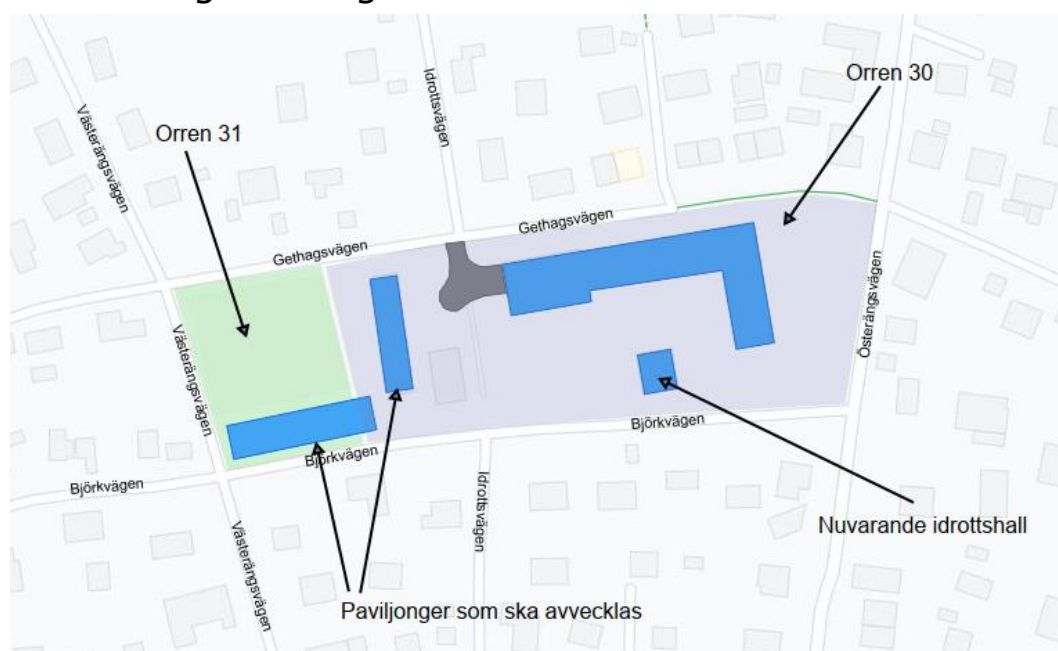 Idrottsvägen
Orren 30
Västerängsvägen
Orren 31
Gethagsvägen
Gethagsvägen
Österängsvägen
Västerängsvägen
Björkvägen
Björkvägen
Björkvägen
Idrottsvägen
Nuvarande idrottshall
Västerängsvägen
Paviljonger som ska avvecklas